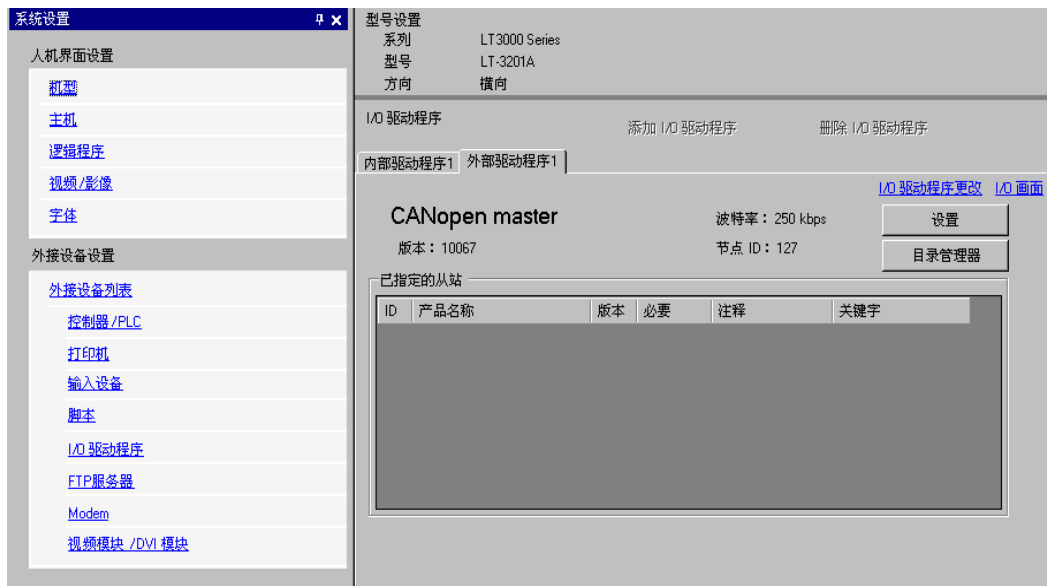 系统设置
人机界面设置
机型
主机
逻辑程序
视频/影像
字体
外接设备设置
外接设备列表
控制器/PLC
打印机
输入设备
脚本
I/O 驱动程序
FTP服务器
Modem
视频模块 /DVI 模块
型号设置
系列 LT3000 Series
型号 LT-3201A
方向 横向
I/O 驱动程序 添加 I/O 驱动程序 删除 I/O 驱动程序
内部驱动程序1 外部驱动程序1
I/O 驱动程序更改 I/O 画面
CANopen master 波特率：250 kbps 设置
版本：10067 节点 ID：127 目录管理器
已指定的从站
ID 产品名称 版本 必要 注释 关键字